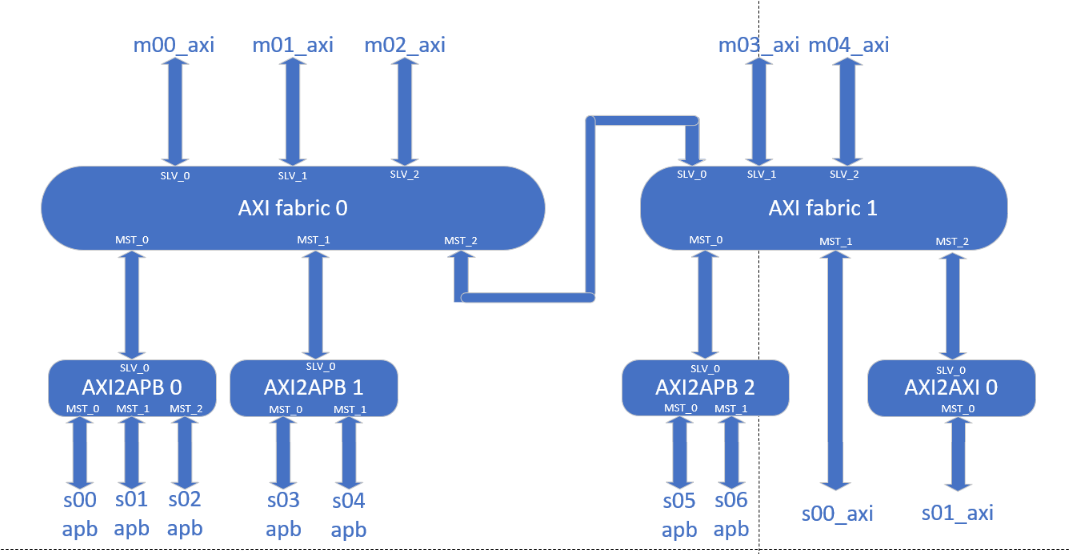 m00_axi m01_axi m02_axi m03_axi m04_axi
SLV_0 SLV_1 SLV_2 SLV_0 SLV_1 SLV_2
AXI fabric 0 AXI fabric 1
MST_0 MST_1 MST_2 MST_0 MST_1 MST_2
SLV_0 SLV_0 SLV_0 SLV_0
AXI2APB 0 AXI2APB 1 AXI2APB 2 AXI2AXI 0
MST_0 MST_1 MST_2 MST_0 MST_1 MST_0 MST_1 MST_0
s00 s01 s02 s03 s04 s05 s06 s00_axi s01_axi
apb apb apb apb apb apb apb